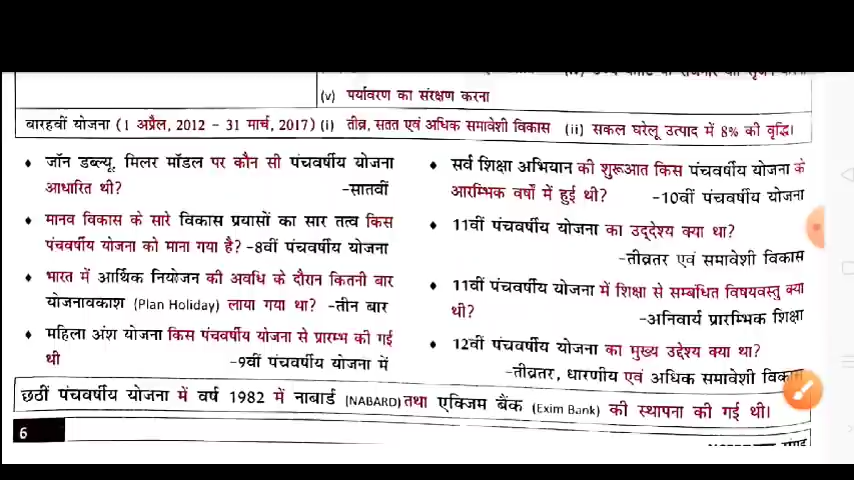 (v) पर्यावरण का संरक्षण करना
बारहवीं योजना (1 अप्रैल, 2012 - 31 मार्च, 2017) (i) तीव्र, सतत एवं अधिक समावेशी विकास (ii) सकल घरेलू उत्पाद में 8% की वृद्धि।
♦ जॉन डब्ल्यू. मिलर मॉडल पर कौन सी पंचवर्षीय योजना
आधारित थी? -सातवीं
♦ मानव विकास के सारे विकास प्रयासों का सार तत्व किस
पंचवर्षीय योजना को माना गया है? -8वीं पंचवर्षीय योजना
♦ भारत में आर्थिक नियोजन की अवधि के दौरान कितनी बार
योजनावकाश (Plan Holiday) लाया गया था? -तीन बार
♦ महिला अंश योजना किस पंचवर्षीय योजना से प्रारम्भ की गई
थी -9वीं पंचवर्षीय योजना में
♦ सर्व शिक्षा अभियान की शुरूआत किस पंचवर्षीय योजना के
आरम्भिक वर्षों में हुई थी? -10वीं पंचवर्षीय योजना
♦ 11वीं पंचवर्षीय योजना का उद्देश्य क्या था?
-तीव्रतर एवं समावेशी विकास
♦ 11वीं पंचवर्षीय योजना में शिक्षा से सम्बंधित विषयवस्तु क्या
थी? -अनिवार्य प्रारम्भिक शिक्षा
♦ 12वीं पंचवर्षीय योजना का मुख्य उद्देश्य क्या था?
-तीव्रतर, धारणीय एवं अधिक समावेशी विकास
छठीं पंचवर्षीय योजना में वर्ष 1982 में नाबार्ड (NABARD) तथा एक्जिम बैंक (Exim Bank) की स्थापना की गई थी।
6